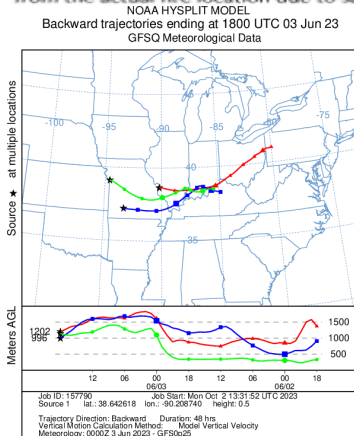 NOAA HYSPLIT MODEL
Backward trajectories ending at 1800 UTC 03 Jun 23
GFSQ Meteorological Data
Source ★ at multiple locations
-100
-95
-90
-85
-80
-75
45
40
35
Meters AGL
1202
996
1500
1000
500
12 06 00 18 12 06 00 18
06/03 06/02
Job ID: 157790 Job Start: Mon Oct 2 13:31:52 UTC 2023
Source 1 lat.: 38.642618 lon.: -90.208740 height: 0.5
Trajectory Direction: Backward Duration: 48 hrs
Vertical Motion Calculation Method: Model Vertical Velocity
Meteorology: 0000Z 3 Jun 2023 - GFS0p25